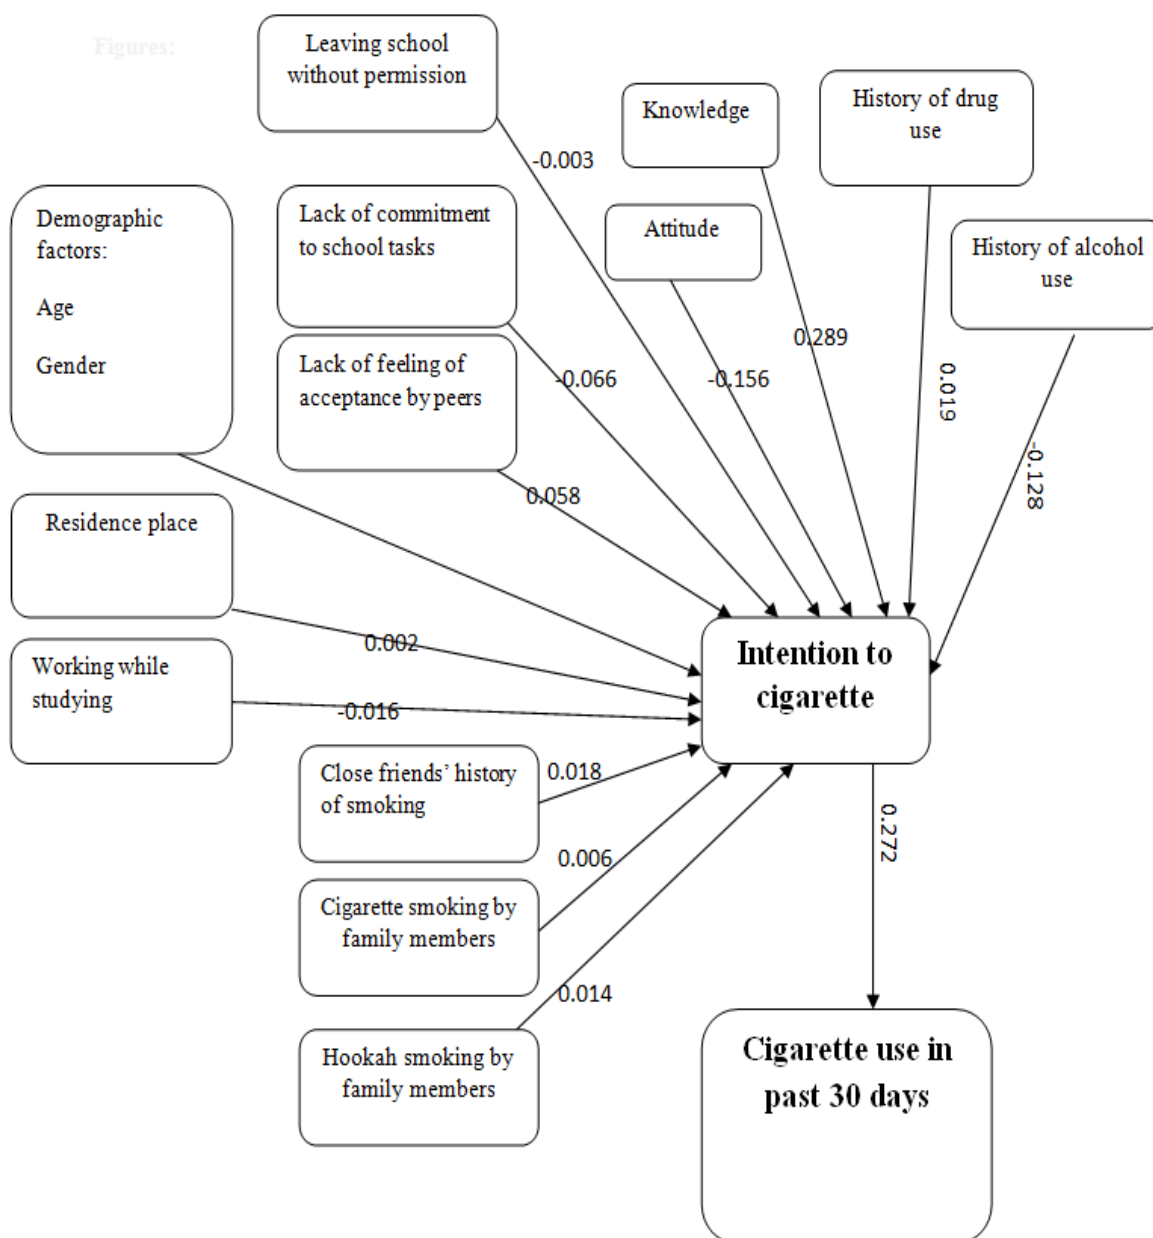 Figures:
Leaving school
without permission
Knowledge
History of drug
use
-0.003
Demographic
factors:
Age
Gender
Lack of commitment
to school tasks
Attitude
History of alcohol
use
0.289
-0.066
-0.156
0.019
Lack of feeling of
acceptance by peers
-0.128
0.058
Residence place
0.002
Intention to
cigarette
Working while
studying
-0.016
Close friends’ history
of smoking
0.018
0.272
0.006
Cigarette smoking by
family members
0.014
Hookah smoking by
family members
Cigarette use in
past 30 days